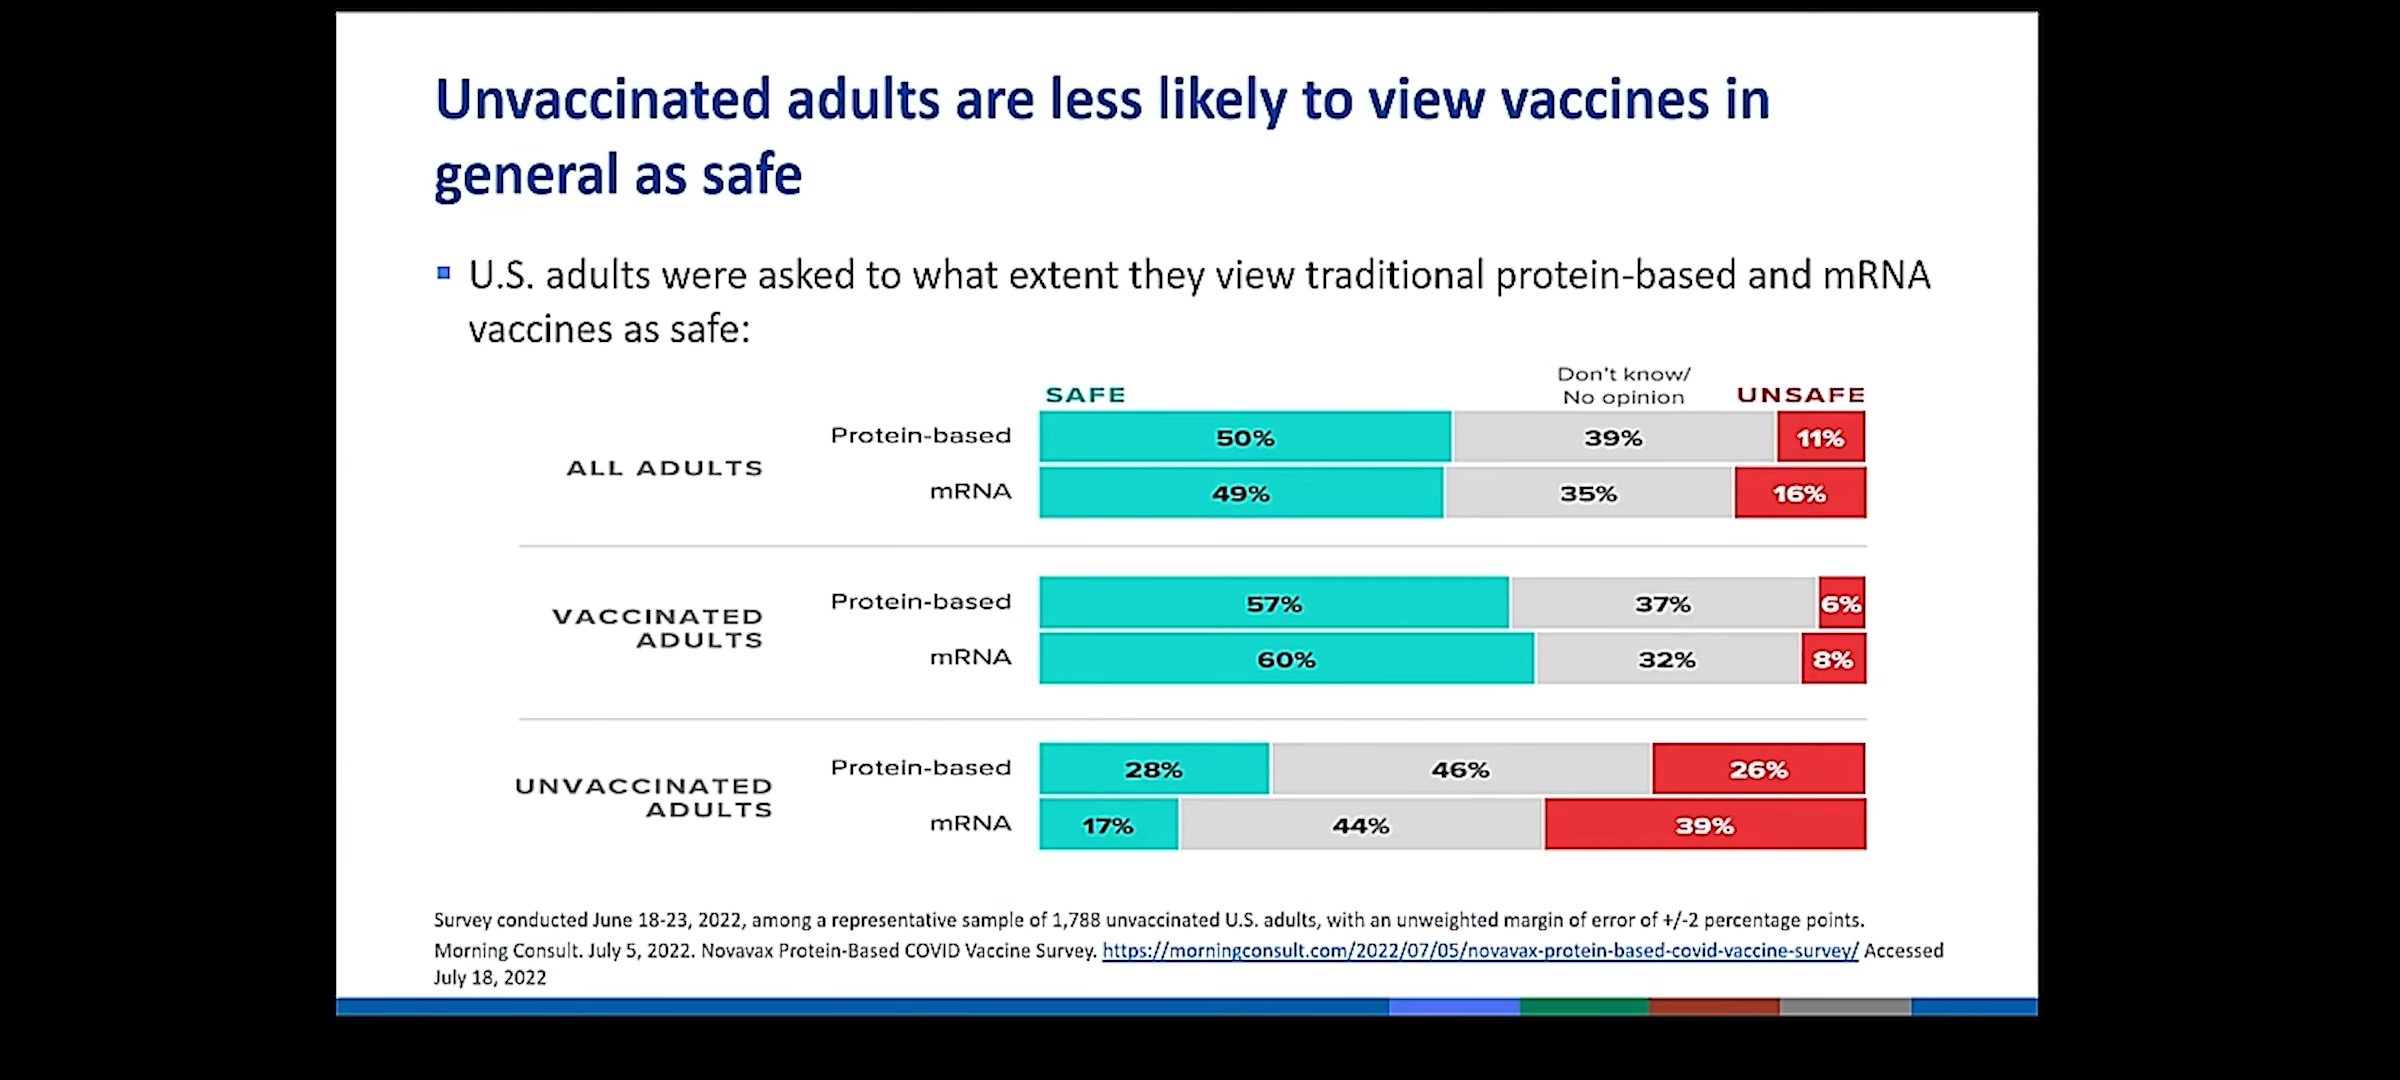 Unvaccinated adults are less likely to view vaccines in
general as safe
U.S. adults were asked to what extent they view traditional protein-based and mRNA
vaccines as safe:
SAFE
Don't know/
No opinion
UNSAFE
ALL ADULTS
Protein-based
50%
39%
11%
mRNA
49%
35%
16%
VACCINATED
ADULTS
Protein-based
57%
37%
6%
mRNA
60%
32%
8%
UNVACCINATED
ADULTS
Protein-based
28%
46%
26%
mRNA
17%
44%
39%
Survey conducted June 18-23, 2022, among a representative sample of 1,788 unvaccinated U.S. adults, with an unweighted margin of error of +/-2 percentage points.
Morning Consult. July 5, 2022. Novavax Protein-Based COVID Vaccine Survey. https://morningconsult.com/2022/07/05/novavax-protein-based-covid-vaccine-survey/ Accessed
July 18, 2022